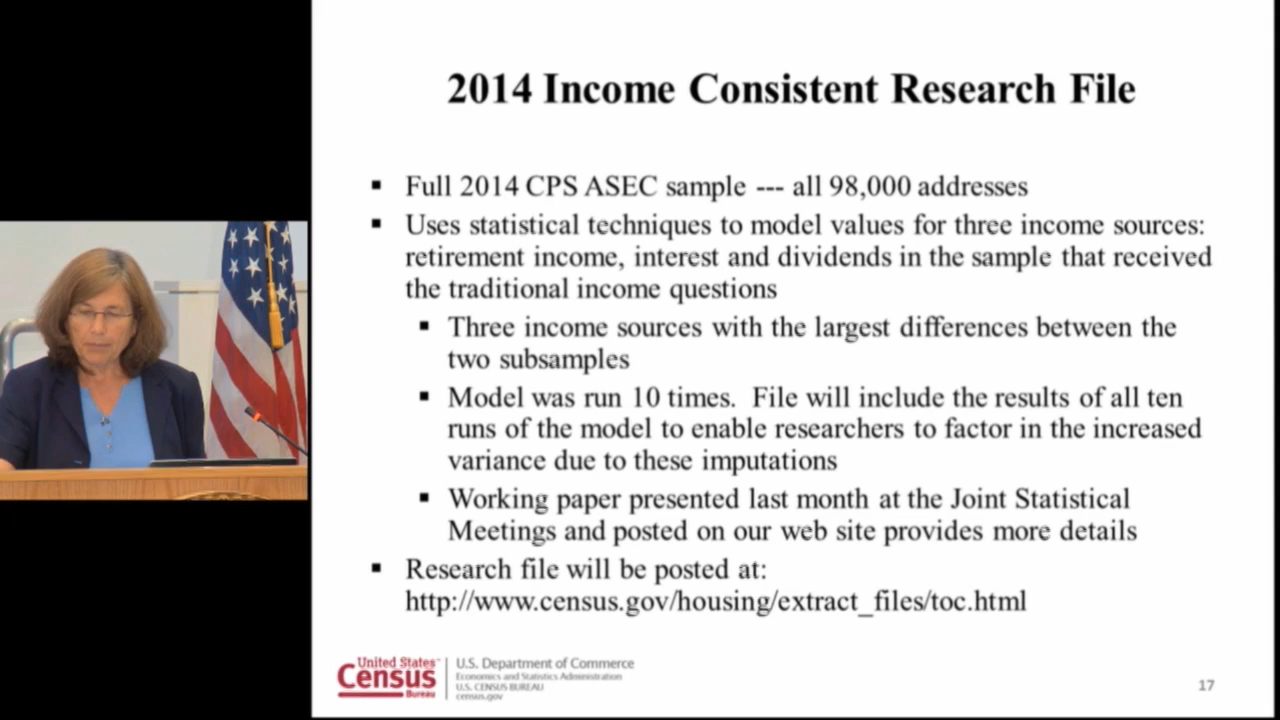 2014 Income Consistent Research File
▪ Full 2014 CPS ASEC sample --- all 98,000 addresses
▪ Uses statistical techniques to model values for three income sources:
retirement income, interest and dividends in the sample that received
the traditional income questions
▪ Three income sources with the largest differences between the
two subsamples
▪ Model was run 10 times.  File will include the results of all ten
runs of the model to enable researchers to factor in the increased
variance due to these imputations
▪ Working paper presented last month at the Joint Statistical
Meetings and posted on our web site provides more details
▪ Research file will be posted at:
http://www.census.gov/housing/extract_files/toc.html
United States™
Census
Bureau
U.S. Department of Commerce
Economics and Statistics Administration
U.S. CENSUS BUREAU
census.gov
17